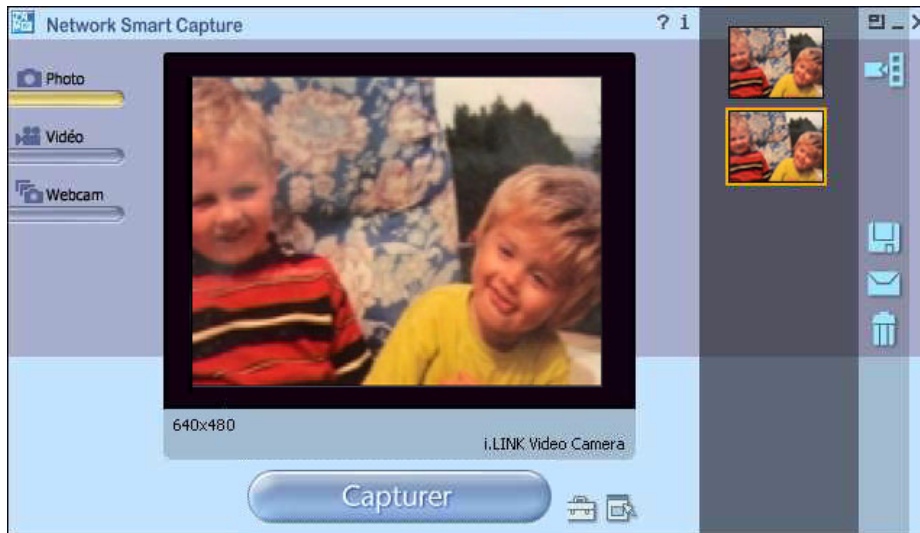 Network Smart Capture
? i
Photo
Vidéo
Webcam
640x480
i.LINK Video Camera
Capturer